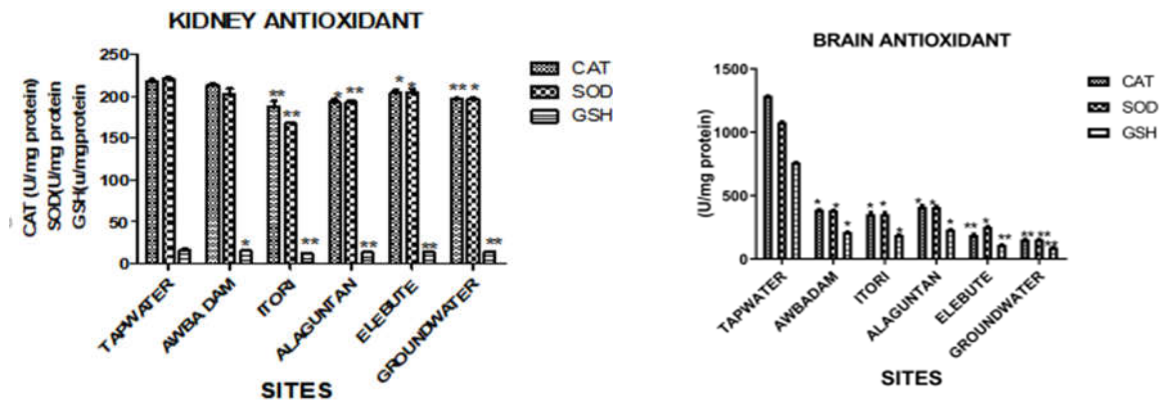 KIDNEY ANTIOXIDANT
CAT (U/mg protein)
SOD(U/mg protein
GSH(u/mgprotein
250
200
150
100
50
0
** ** * ** * * ** *
* ** ** ** **
CAT
SOD
GSH
TAPWATER
AWBA DAM
ITORI
ALAGUNTAN
ELEBUTE
GROUNDWATER
SITES
BRAIN ANTIOXIDANT
(U/mg protein)
1500
1000
500
0
* * * * * * * * * ** * ** ** ** **
CAT
SOD
GSH
TAPWATER
AWBADAM
ITORI
ALAGUNTAN
ELEBUTE
GROUNDWATER
SITES